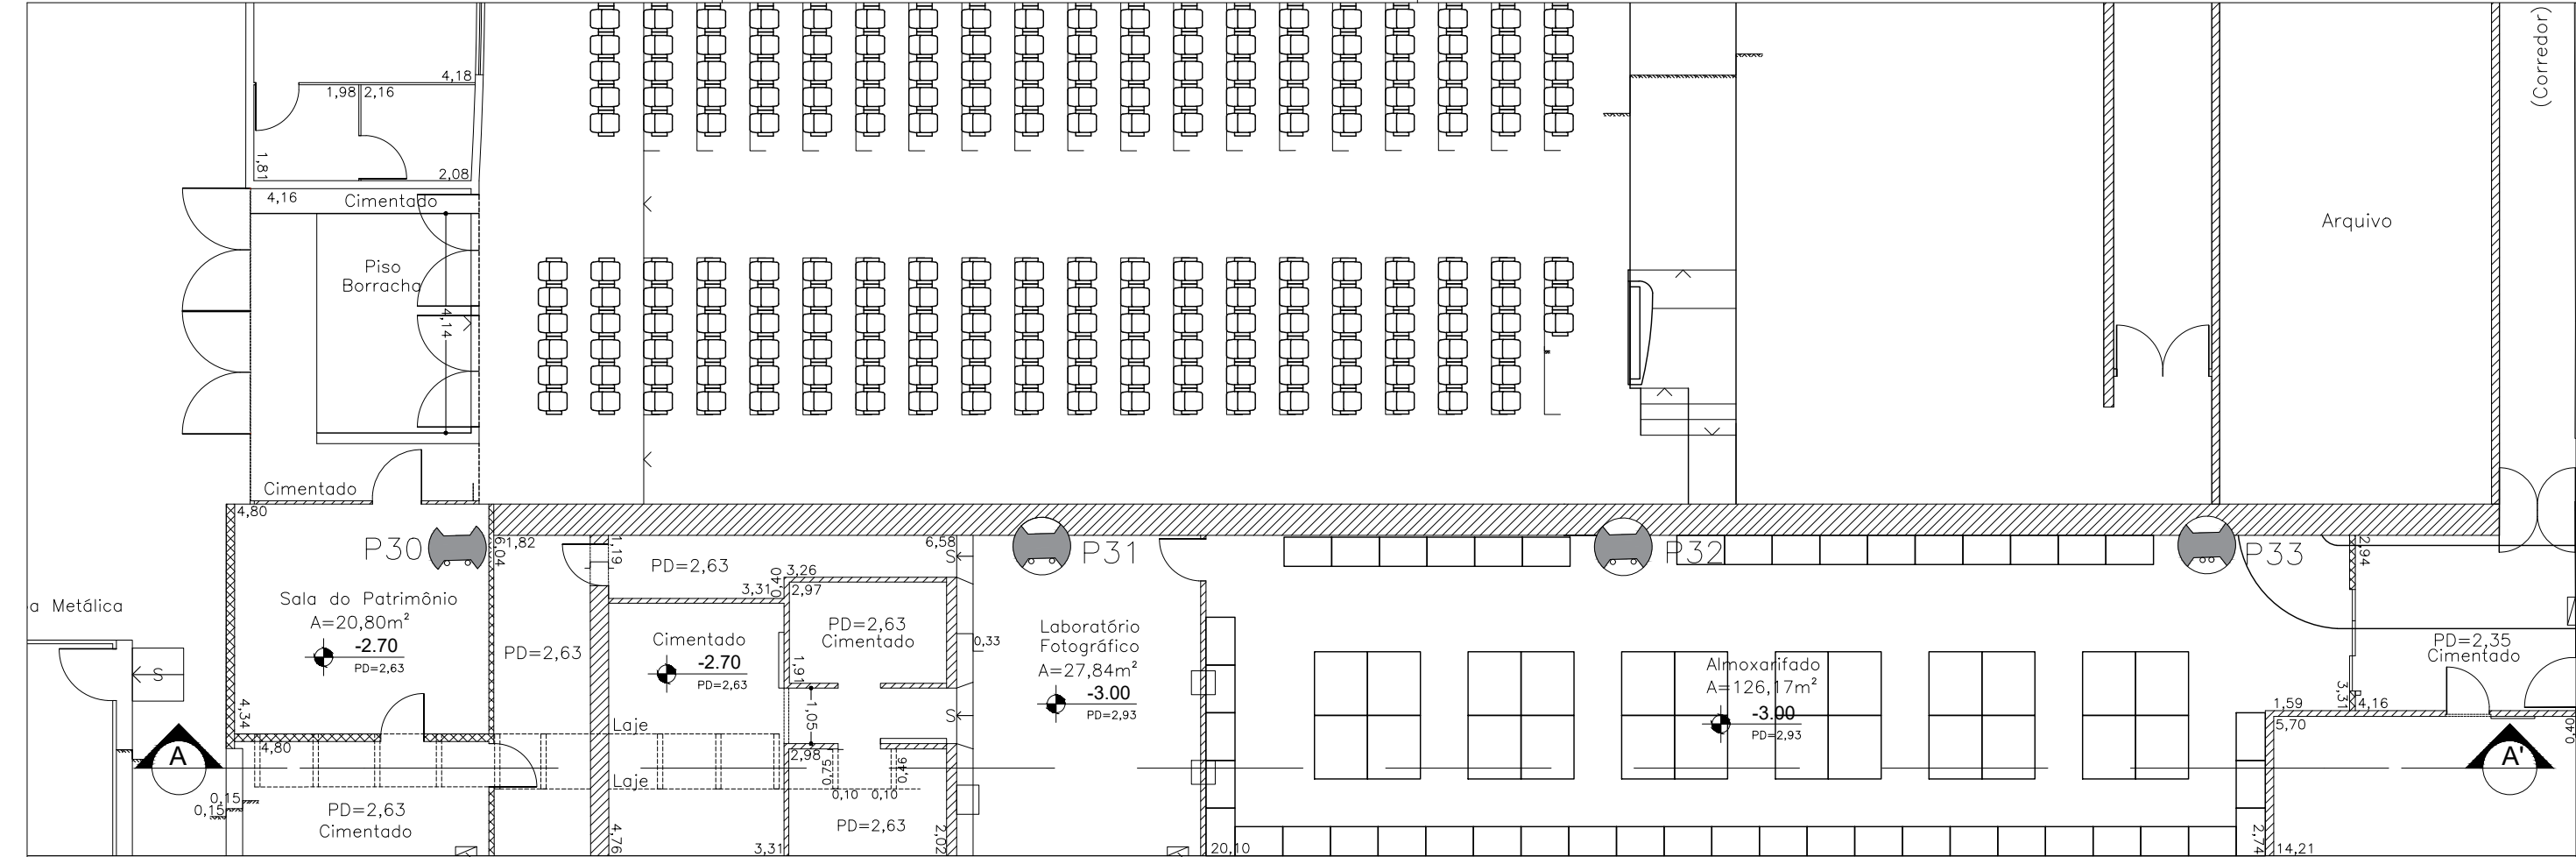 4,18
1,98
2,16
1,81
2,08
4,16
Cimentado
Piso
Borracha
4,14
Cimentado
(Corredor)
Arquivo
4,80
P30
6,04
1,82
1,19
6,58
S
P31
P32
P33
2,94
PD=2,63
0,40
3,26
3,31
2,97
a Metálica
Sala do Patrimônio
A=20,80m²
-2.70
PD=2,63
PD=2,63
Cimentado
-2.70
PD=2,63
PD=2,63
Cimentado
0,33
1,91
Laboratório
Fotográfico
A=27,84m²
-3.00
PD=2,93
Almoxarifado
A=126,17m²
-3.00
PD=2,93
PD=2,35
Cimentado
3,31
1,59
4,16
5,70
0,40
S
4,34
4,80
Laje
1,05
S
A
A'
2,98
0,75
0,46
Laje
0,10
0,10
0,15
0,15
PD=2,63
Cimentado
PD=2,63
4,76
3,31
2,02
20,10
2,74
14,21